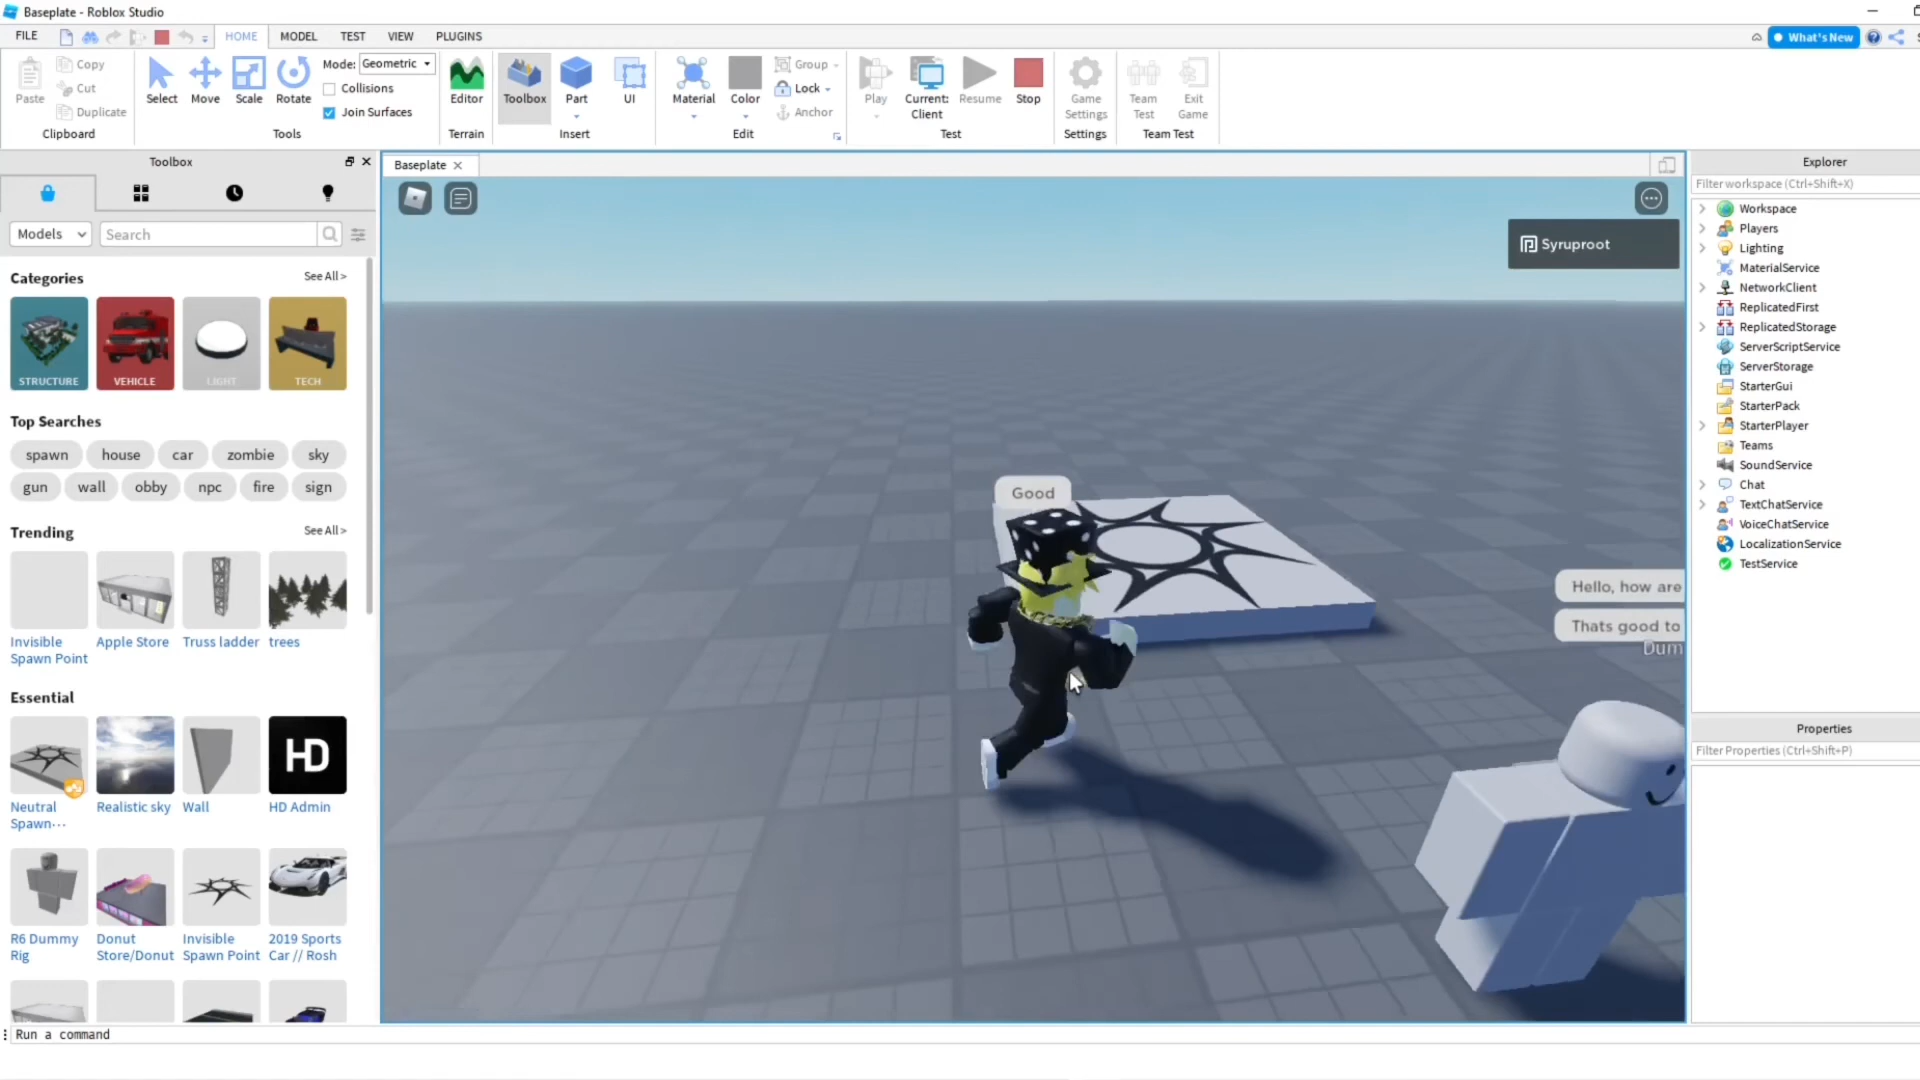 Baseplate - Roblox Studio
FILE
HOME
MODEL
TEST
VIEW
PLUGINS
What's New
Paste
Copy
Cut
Duplicate
Clipboard
Select
Move
Scale
Rotate
Mode: Geometric
Collisions
Join Surfaces
Tools
Editor
Terrain
Toolbox
Part
UI
Insert
Material
Color
Group
Lock
Anchor
Edit
Play
Current:
Client
Resume
Stop
Test
Game
Settings
Settings
Team
Test
Exit
Game
Team Test
Toolbox
Models
Search
Categories
See All >
STRUCTURE
VEHICLE
LIGHT
TECH
Top Searches
spawn
house
car
zombie
sky
gun
wall
obby
npc
fire
sign
Trending
See All >
Invisible
Spawn Point
Apple Store
Truss ladder
trees
Essential
HD
Neutral
Spawn···
Realistic sky
Wall
HD Admin
R6 Dummy
Rig
Donut
Store/Donut
Invisible
Spawn Point
2019 Sports
Car // Rosh
Run a command
Baseplate
Syruproot
Good
Hello, how are
Thats good to
Dum
Explorer
Filter workspace (Ctrl+Shift+X)
Workspace
Players
Lighting
MaterialService
NetworkClient
ReplicatedFirst
ReplicatedStorage
ServerScriptService
ServerStorage
StarterGui
StarterPack
StarterPlayer
Teams
SoundService
Chat
TextChatService
VoiceChatService
LocalizationService
TestService
Properties
Filter Properties (Ctrl+Shift+P)